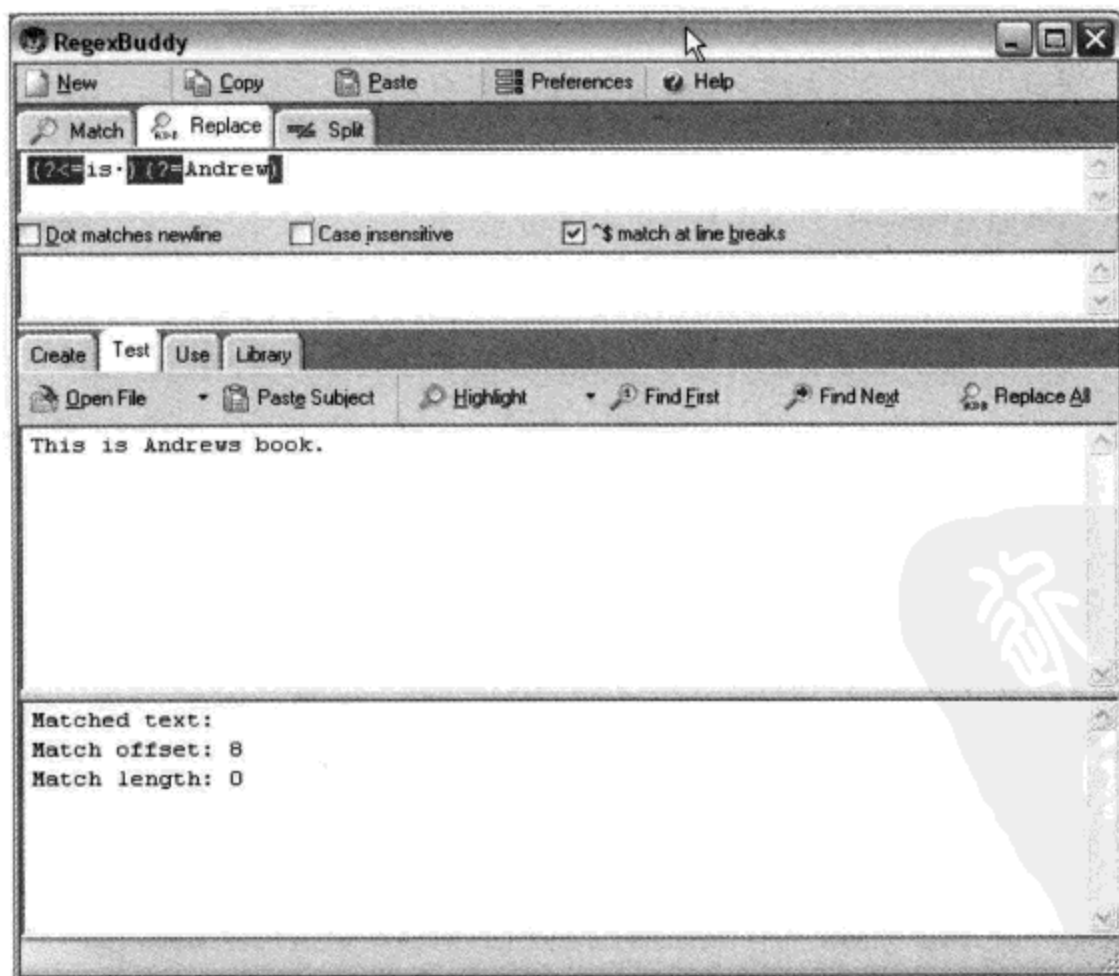 RegexBuddy
New Copy Paste Preferences Help
Match Replace Split
(?<=is·)(?=Andrew)
Dot matches newline Case insensitive ^$ match at line breaks
Create Test Use Library
Open File Paste Subject Highlight Find First Find Next Replace All
This is Andrews book.
Matched text:
Match offset: 8
Match length: 0